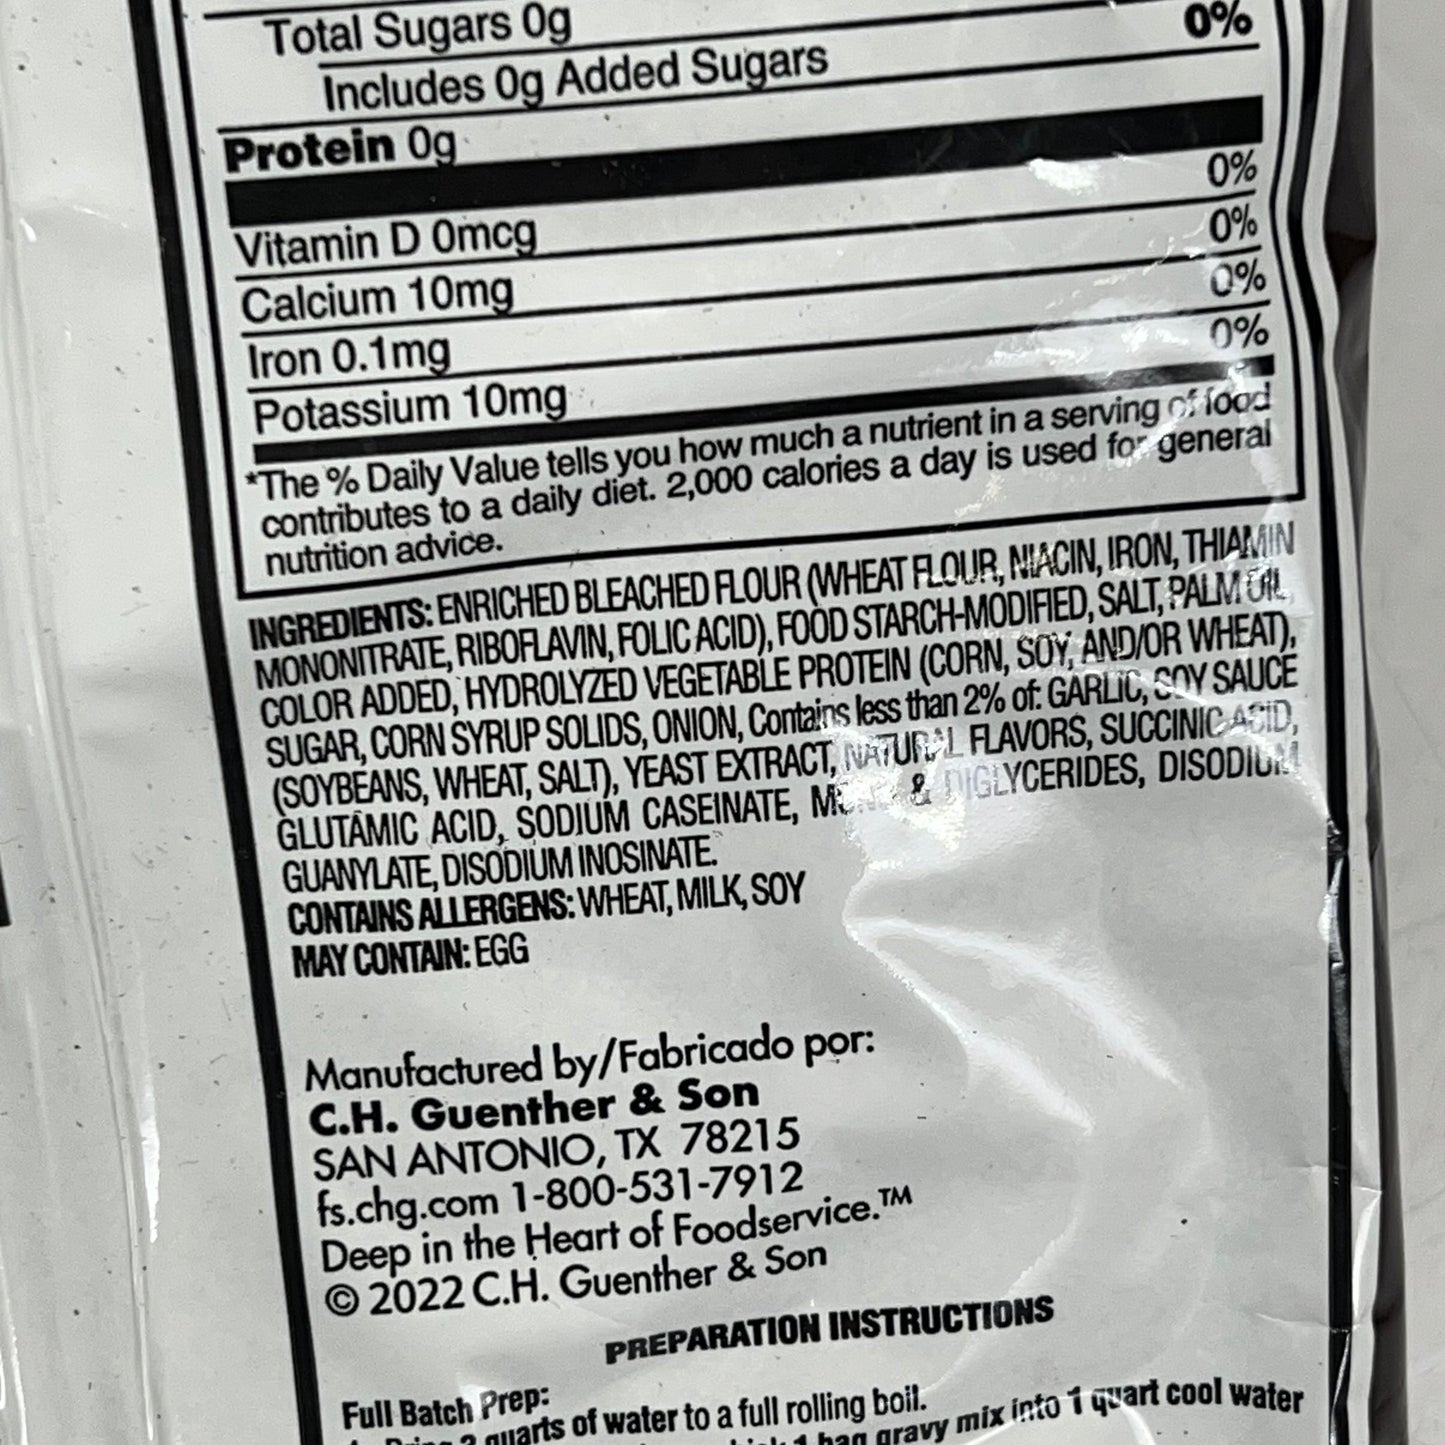 Total Sugars 0g
Includes 0g Added Sugars 0%
Protein 0g
Vitamin D 0mcg 0%
Calcium 10mg 0%
Iron 0.1mg 0%
Potassium 10mg 0%
*The % Daily Value tells you how much a nutrient in a serving of food
contributes to a daily diet. 2,000 calories a day is used for general
nutrition advice.
INGREDIENTS: ENRICHED BLEACHED FLOUR (WHEAT FLOUR, NIACIN, IRON, THIAMIN
MONONITRATE, RIBOFLAVIN, FOLIC ACID), FOOD STARCH-MODIFIED, SALT, PALM OIL,
COLOR ADDED, HYDROLYZED VEGETABLE PROTEIN (CORN, SOY, AND/OR WHEAT),
SUGAR, CORN SYRUP SOLIDS, ONION, Contains less than 2% of: GARLIC, SOY SAUCE
(SOYBEANS, WHEAT, SALT), YEAST EXTRACT, NATURAL FLAVORS, SUCCINIC ACID,
GLUTAMIC ACID, SODIUM CASEINATE, MONO & DIGLYCERIDES, DISODIUM
GUANYLATE, DISODIUM INOSINATE.
CONTAINS ALLERGENS: WHEAT, MILK, SOY
MAY CONTAIN: EGG
Manufactured by/Fabricado por:
C.H. Guenther & Son
SAN ANTONIO, TX 78215
fs.chg.com 1-800-531-7912
Deep in the Heart of Foodservice.™
© 2022 C.H. Guenther & Son
PREPARATION INSTRUCTIONS
Full Batch Prep:
quarts of water to a full rolling boil.
1 bag gravy mix into 1 quart cool water